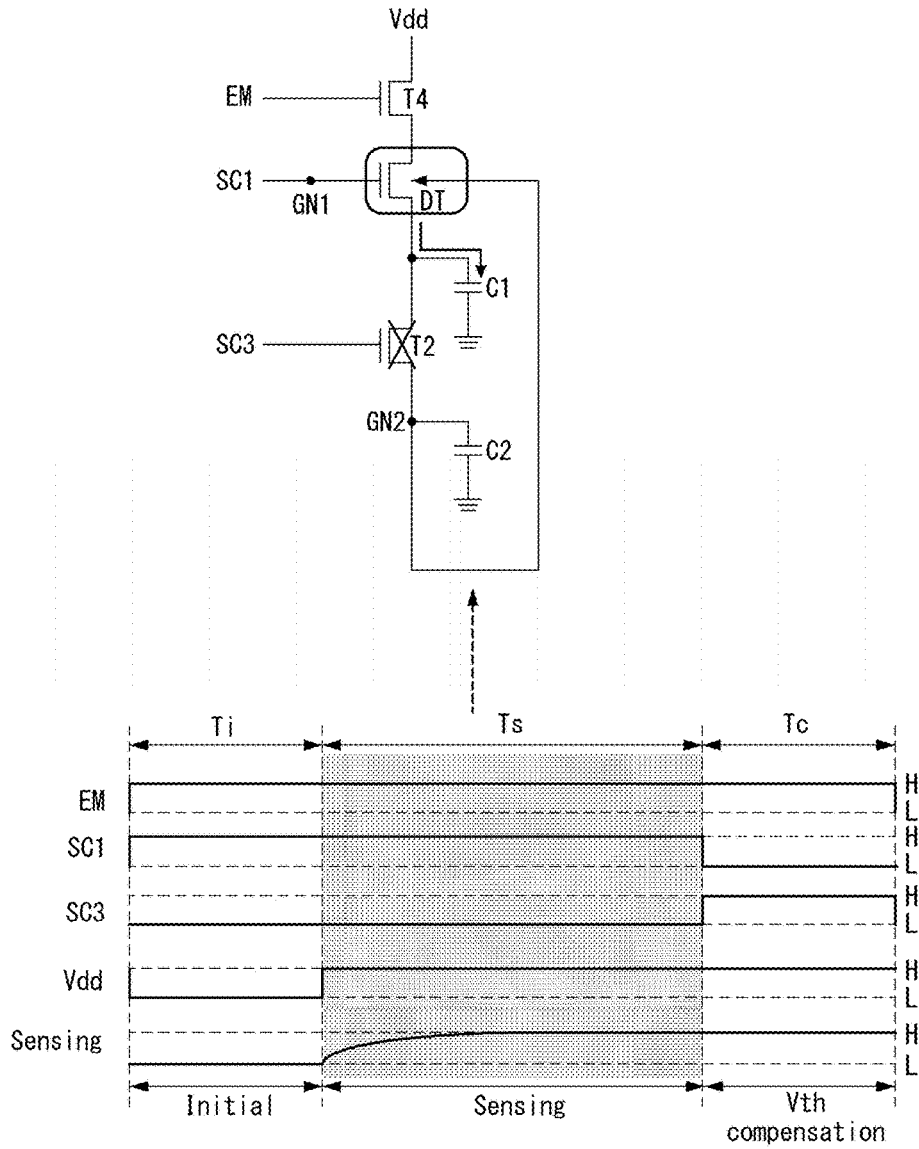 Vdd
EM
T4
SC1
GN1
DT
C1
SC3
T2
GN2
C2
Ti Ts Tc
EM H
L
SC1 H
L
SC3 H
L
Vdd H
L
Sensing H
L
Initial Sensing Vth
compensation